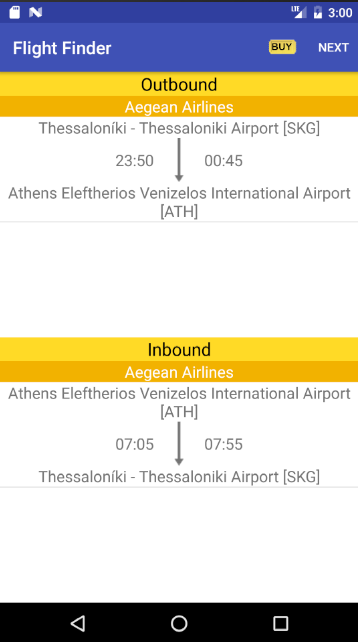 LTE 3:00
Flight Finder BUY NEXT
Outbound
Aegean Airlines
Thessaloníki - Thessaloniki Airport [SKG]
23:50 00:45
Athens Eleftherios Venizelos International Airport
[ATH]
Inbound
Aegean Airlines
Athens Eleftherios Venizelos International Airport
[ATH]
07:05 07:55
Thessaloníki - Thessaloniki Airport [SKG]